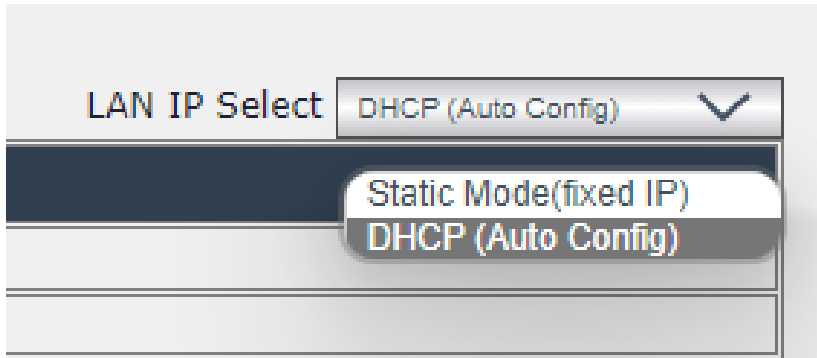 LAN IP Select DHCP (Auto Config)
Static Mode(fixed IP)
DHCP (Auto Config)